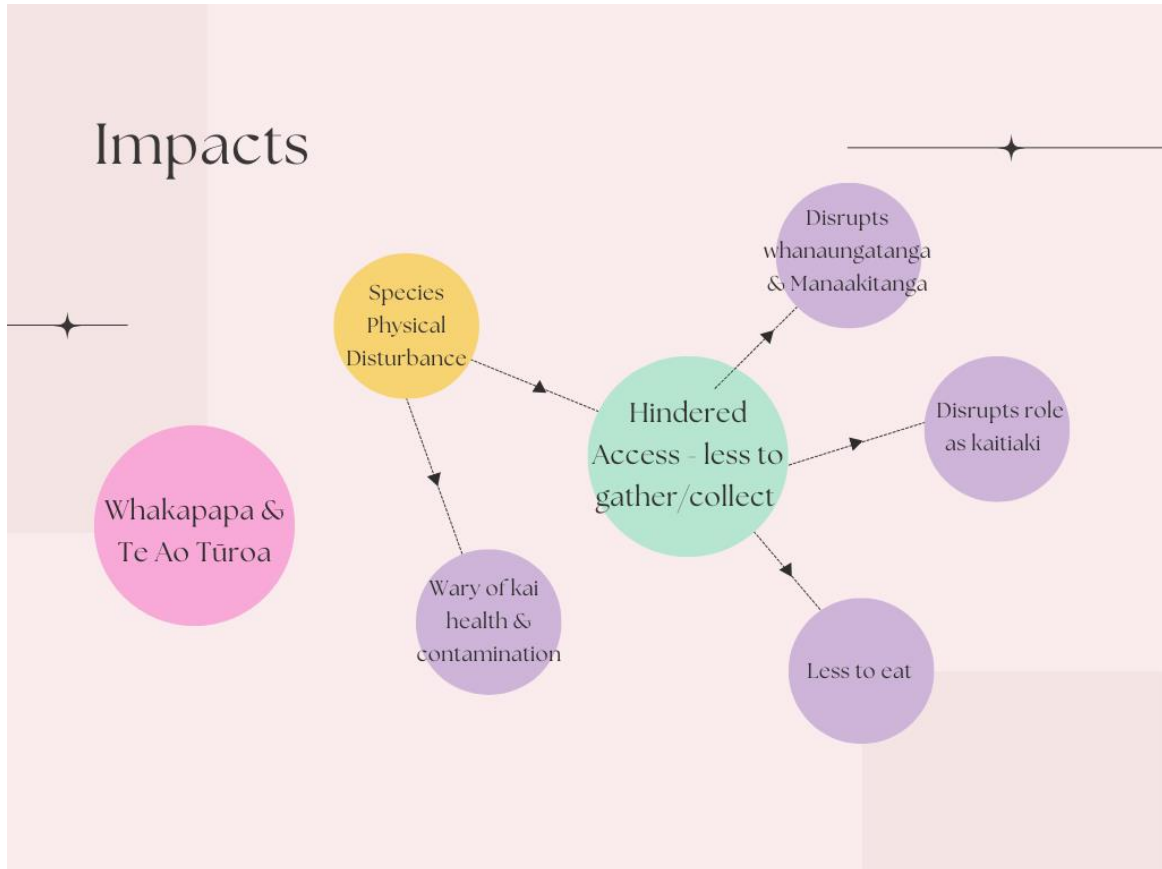 Impacts
Disrupts
whanaungatanga
& Manaakitanga
Species
Physical
Disturbance
Hindered
Access - less to
gather/collect
Disrupts role
as kaitiaki
Whakapapa &
Te Ao Tūroa
Wary of kai
health &
contamination
Less to eat